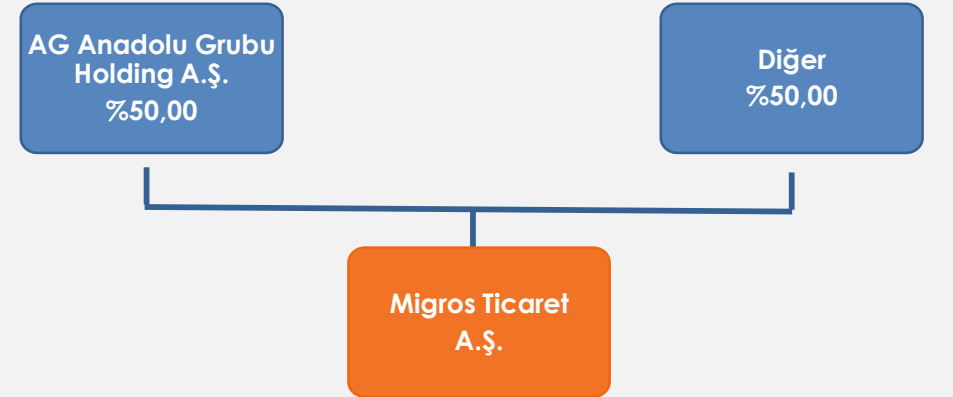 AG Anadolu Grubu
Holding A.Ş.
%50,00
Diğer
%50,00
Migros Ticaret
A.Ş.